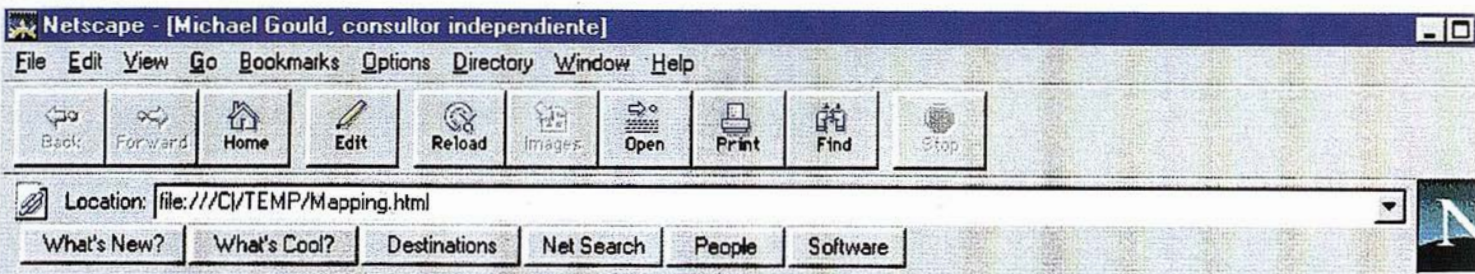 Netscape - [Michael Gould, consultor independiente]
File Edit View Go Bookmarks Options Directory Window Help
Back Forward Home Edit Reload Images Open Print Find Stop
Location: file:///C|/TEMP/Mapping.html
N
What's New? What's Cool? Destinations Net Search People Software